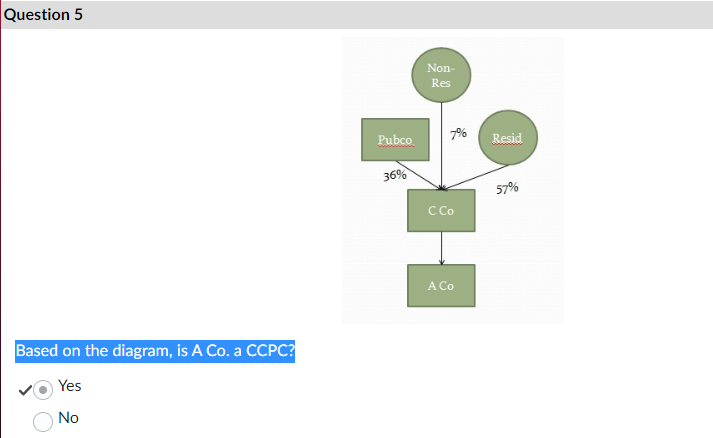 Question 5
Non-
Res
Pubco
7%
Resid
36%
57%
C Co
A Co
Based on the diagram, is A Co. a CCPC?
Yes
No